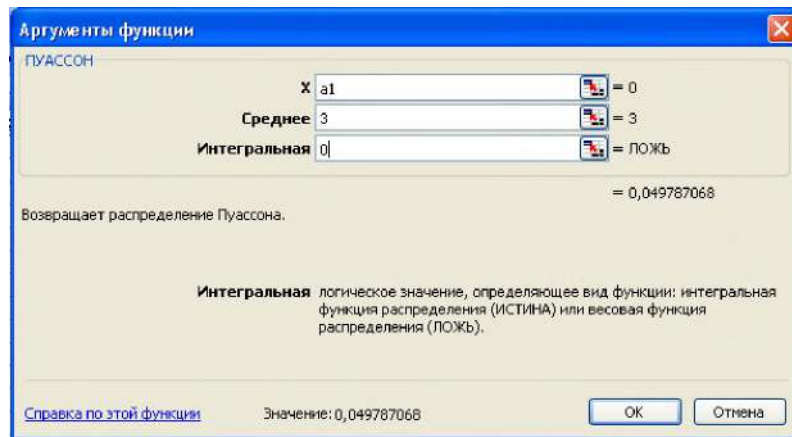 Аргументы функции
ПУАССОН
X a1 = 0
Среднее 3 = 3
Интегральная 0 = ЛОЖЬ
= 0,049787068
Возвращает распределение Пуассона.
Интегральная логическое значение, определяющее вид функции: интегральная
функция распределения (ИСТИНА) или весовая функция
распределения (ЛОЖЬ).
Справка по этой функции Значение: 0,049787068 ОК Отмена